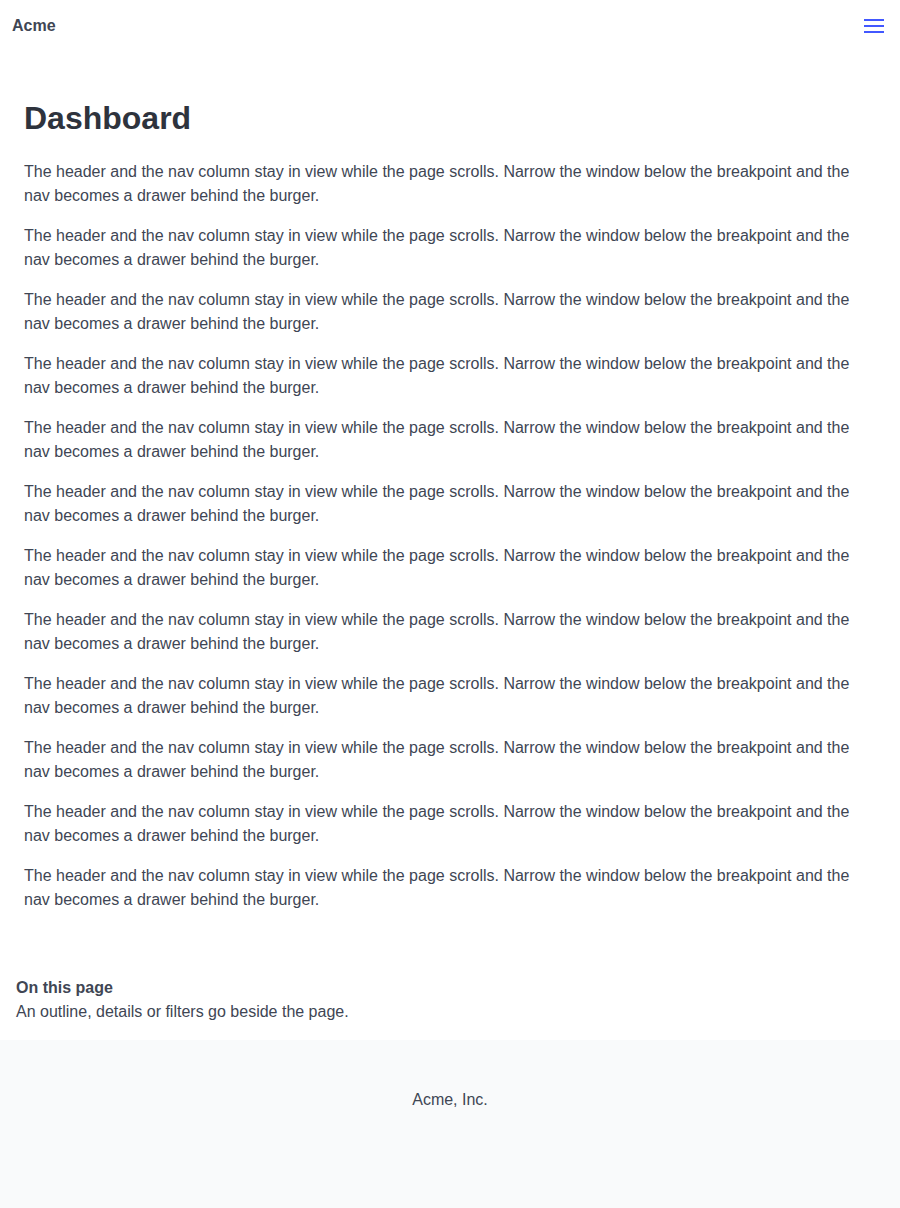 Acme
Dashboard
The header and the nav column stay in view while the page scrolls. Narrow the window below the breakpoint and the
nav becomes a drawer behind the burger.
The header and the nav column stay in view while the page scrolls. Narrow the window below the breakpoint and the
nav becomes a drawer behind the burger.
The header and the nav column stay in view while the page scrolls. Narrow the window below the breakpoint and the
nav becomes a drawer behind the burger.
The header and the nav column stay in view while the page scrolls. Narrow the window below the breakpoint and the
nav becomes a drawer behind the burger.
The header and the nav column stay in view while the page scrolls. Narrow the window below the breakpoint and the
nav becomes a drawer behind the burger.
The header and the nav column stay in view while the page scrolls. Narrow the window below the breakpoint and the
nav becomes a drawer behind the burger.
The header and the nav column stay in view while the page scrolls. Narrow the window below the breakpoint and the
nav becomes a drawer behind the burger.
The header and the nav column stay in view while the page scrolls. Narrow the window below the breakpoint and the
nav becomes a drawer behind the burger.
The header and the nav column stay in view while the page scrolls. Narrow the window below the breakpoint and the
nav becomes a drawer behind the burger.
The header and the nav column stay in view while the page scrolls. Narrow the window below the breakpoint and the
nav becomes a drawer behind the burger.
The header and the nav column stay in view while the page scrolls. Narrow the window below the breakpoint and the
nav becomes a drawer behind the burger.
The header and the nav column stay in view while the page scrolls. Narrow the window below the breakpoint and the
nav becomes a drawer behind the burger.
On this page
An outline, details or filters go beside the page.
Acme, Inc.